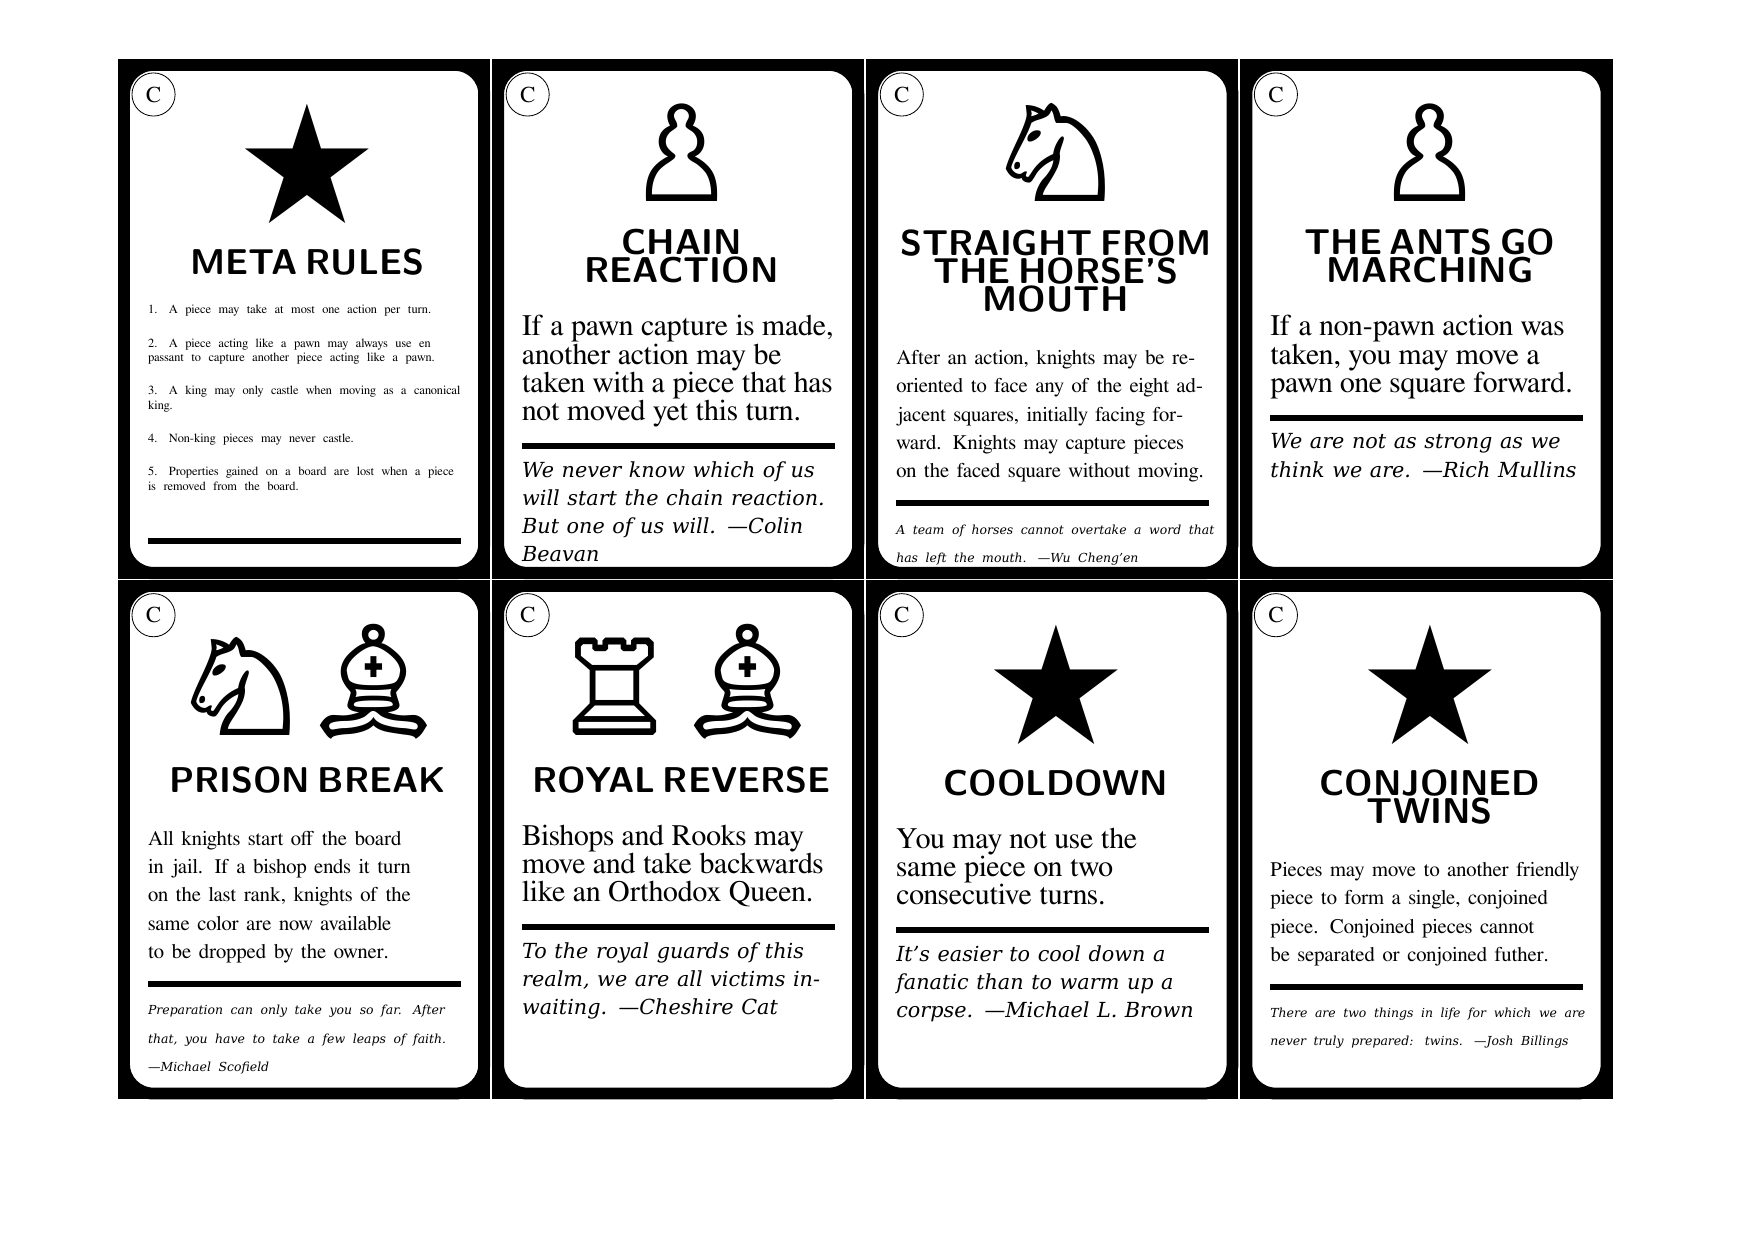 C
META RULES
1. A piece may take at most one action per turn.
2. A piece acting like a pawn may always use en
passant to capture another piece acting like a pawn.
3. A king may only castle when moving as a canonical
king.
4. Non-king pieces may never castle.
5. Properties gained on a board are lost when a piece
is removed from the board.
C
CHAIN
REACTION
If a pawn capture is made,
another action may be
taken with a piece that has
not moved yet this turn.
We never know which of us
will start the chain reaction.
But one of us will. —Colin
Beavan
C
STRAIGHT FROM
THE HORSE’S
MOUTH
After an action, knights may be re-
oriented to face any of the eight ad-
jacent squares, initially facing for-
ward. Knights may capture pieces
on the faced square without moving.
A team of horses cannot overtake a word that
has left the mouth. —Wu Cheng’en
C
THE ANTS GO
MARCHING
If a non-pawn action was
taken, you may move a
pawn one square forward.
We are not as strong as we
think we are. —Rich Mullins
C
PRISON BREAK
All knights start off the board
in jail. If a bishop ends it turn
on the last rank, knights of the
same color are now available
to be dropped by the owner.
Preparation can only take you so far. After
that, you have to take a few leaps of faith.
—Michael Scofield
C
ROYAL REVERSE
Bishops and Rooks may
move and take backwards
like an Orthodox Queen.
To the royal guards of this
realm, we are all victims in-
waiting. —Cheshire Cat
C
COOLDOWN
You may not use the
same piece on two
consecutive turns.
It’s easier to cool down a
fanatic than to warm up a
corpse. —Michael L. Brown
C
CONJOINED
TWINS
Pieces may move to another friendly
piece to form a single, conjoined
piece. Conjoined pieces cannot
be separated or conjoined futher.
There are two things in life for which we are
never truly prepared: twins. —Josh Billings